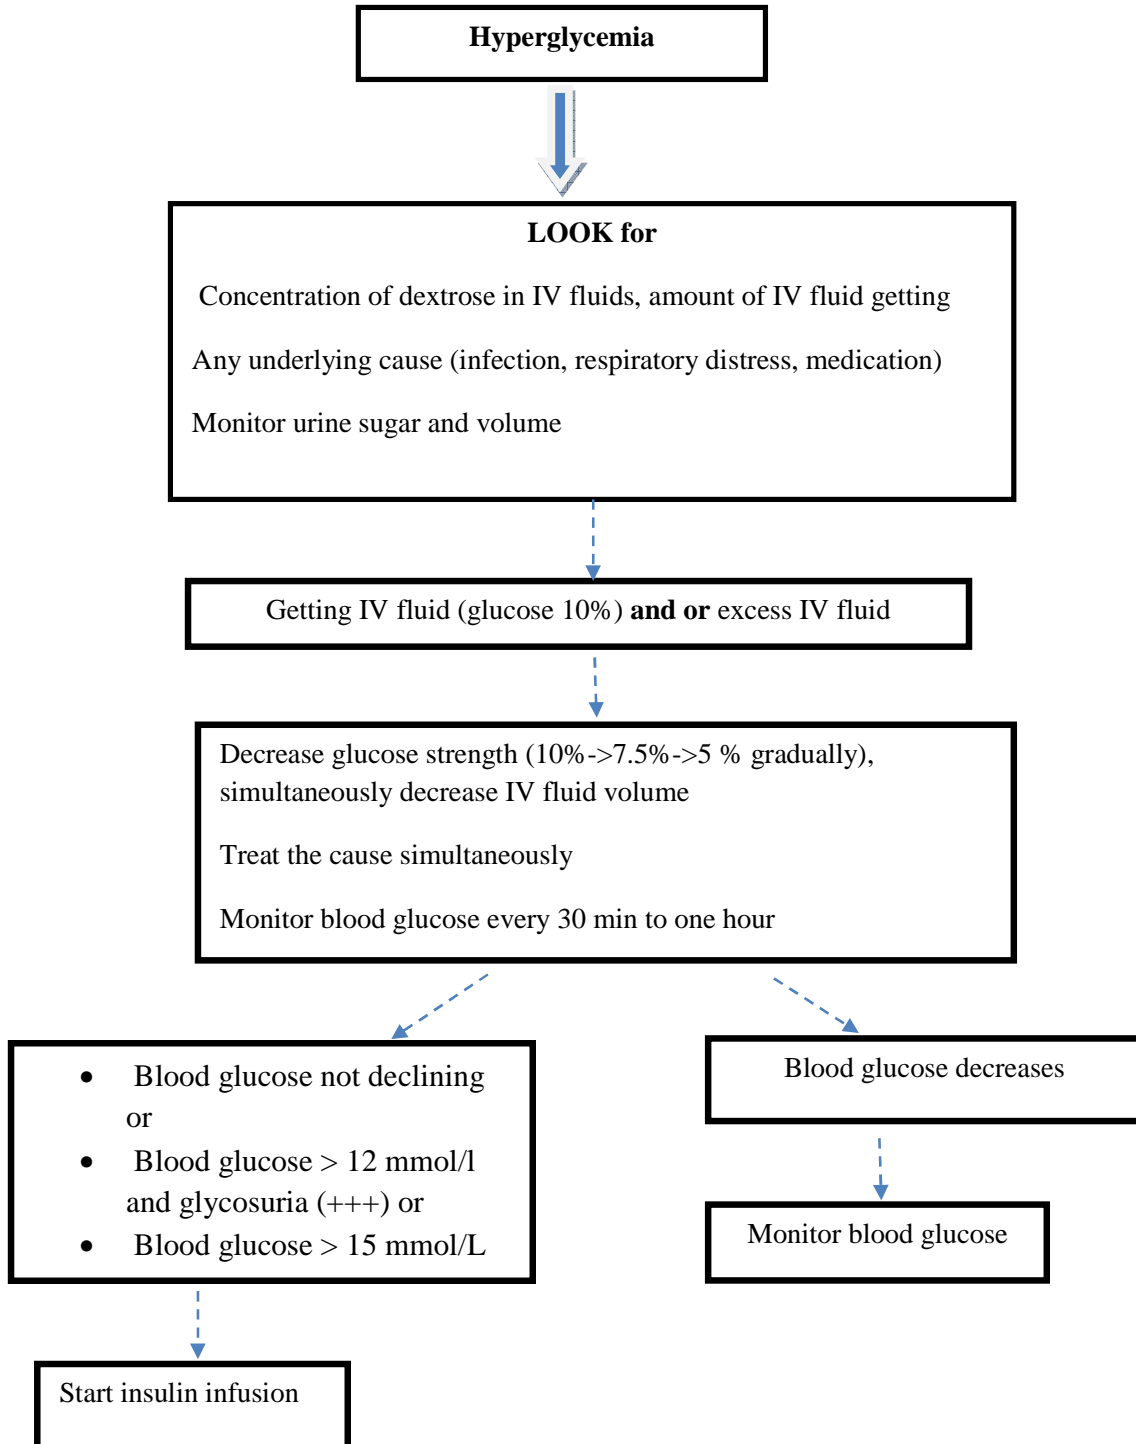 Hyperglycemia
LOOK for
Concentration of dextrose in IV fluids, amount of IV fluid getting
Any underlying cause (infection, respiratory distress, medication)
Monitor urine sugar and volume
Getting IV fluid (glucose 10%) and or excess IV fluid
Decrease glucose strength (10%->7.5%->5 % gradually),
simultaneously decrease IV fluid volume
Treat the cause simultaneously
Monitor blood glucose every 30 min to one hour
• Blood glucose not declining
or
• Blood glucose > 12 mmol/l
and glycosuria (+++) or
• Blood glucose > 15 mmol/L
Blood glucose decreases
Monitor blood glucose
Start insulin infusion